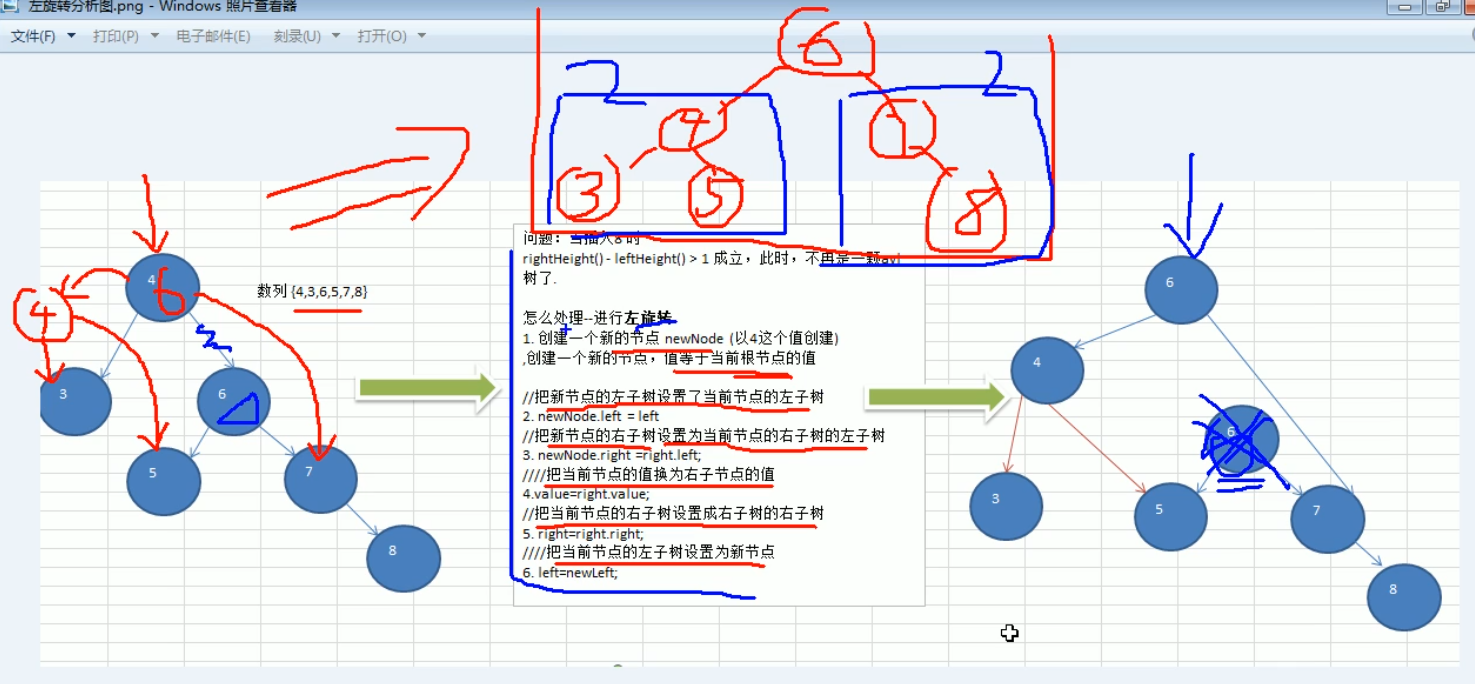 左旋转分析图.png - Windows 照片查看器
文件(F) 打印(P) 电子邮件(E) 刻录(U) 打开(O)
6
2
2
4
7
3
5
8
4
6
4
数列 {4,3,6,5,7,8}
3
6
2
5
7
8
问题：当插入8 时
rightHeight() - leftHeight() > 1 成立，此时，不再是一颗avl
树了.
怎么处理--进行左旋转
1. 创建一个新的节点 newNode (以4这个值创建)
,创建一个新的节点，值等于当前根节点的值
//把新节点的左子树设置了当前节点的左子树
2. newNode.left = left
//把新节点的右子树设置为当前节点的右子树的左子树
3. newNode.right =right.left;
////把当前节点的值换为右子节点的值
4.value=right.value;
//把当前节点的右子树设置成右子树的右子树
5. right=right.right;
////把当前节点的左子树设置为新节点
6. left=newLeft;
6
4
6
3
5
7
8